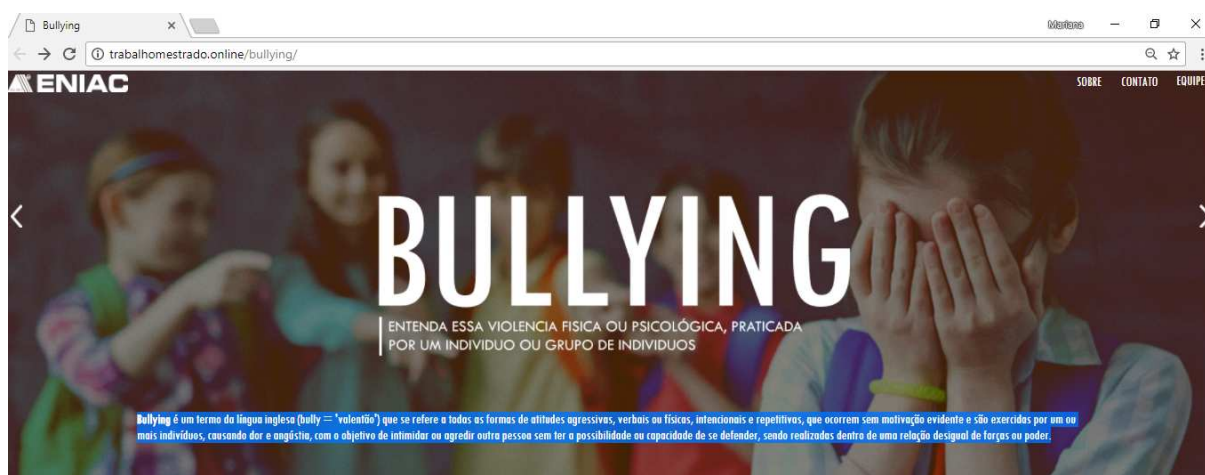 Bullying
Mariana
trabalhomestrado.online/bullying/
ENIAC
SOBRE CONTATO EQUIPE
BULLYING
ENTENDA ESSA VIOLENCIA FISICA OU PSICOLÓGICA, PRATICADA
POR UM INDIVIDUO OU GRUPO DE INDIVIDUOS
Bullying é um termo da língua inglesa (bully = "valentão") que se refere a todas as formas de atitudes agressivas, verbais ou físicas, intencionais e repetitivas, que ocorrem sem motivação evidente e são exercidas por um ou
mais indivíduos, causando dor e angústia, com o objetivo de intimidar ou agredir outra pessoa sem ter a possibilidade ou capacidade de se defender, sendo realizadas dentro de uma relação desigual de forças ou poder.